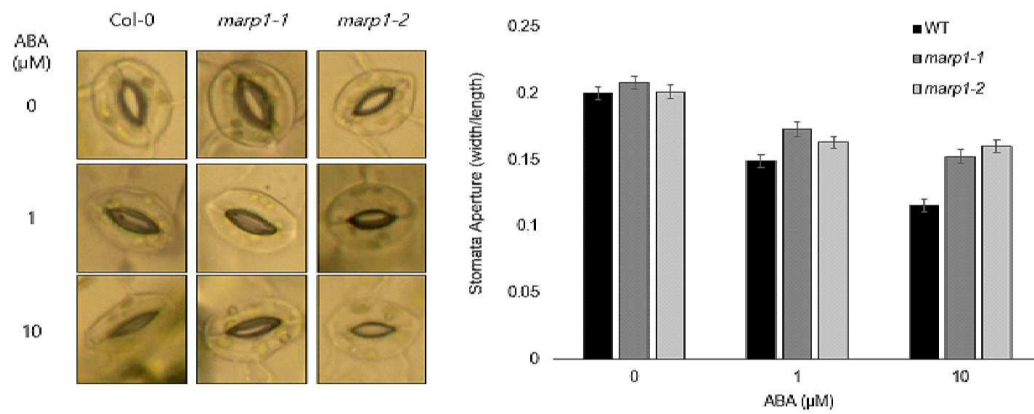 Col-0 marp1-1 marp1-2
ABA
(μM)
0
1
10
0.25
0.2
0.15
0.1
0.05
0
Stomata Aperture (width/length)
WT
marp1-1
marp1-2
0 1 10
ABA (μM)